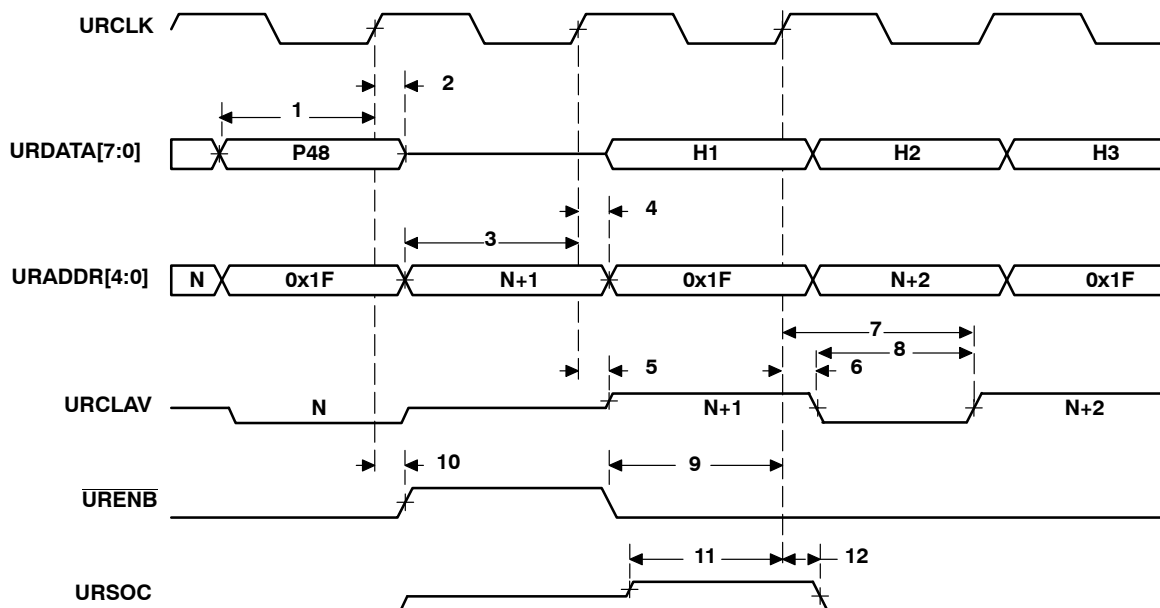 URCLK
2
1
URDATA[7:0] P48 H1 H2 H3
4
3
URADDR[4:0] N 0x1F N+1 0x1F N+2 0x1F
7
8
5 6
URCLAV N N+1 N+2
10 9
URENB
11 12
URSOC